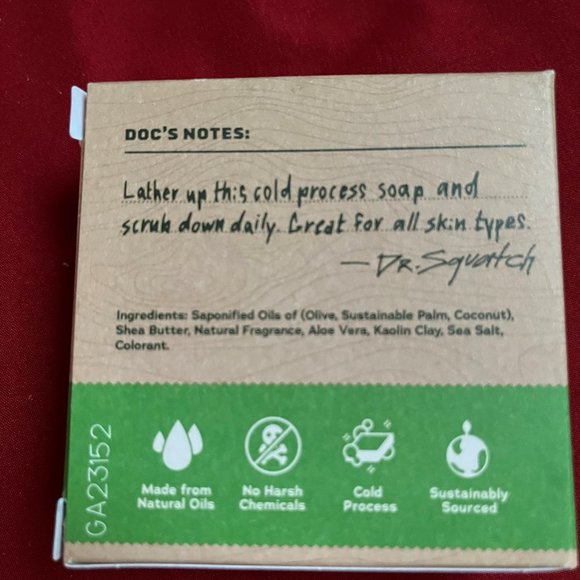 DOC'S NOTES:
Lather up this cold process soap and
scrub down daily. Great for all skin types.
— Dr. Squatch
Ingredients: Saponified Oils of (Olive, Sustainable Palm, Coconut),
Shea Butter, Natural Fragrance, Aloe Vera, Kaolin Clay, Sea Salt,
Colorant.
GA23152
Made from
Natural Oils
No Harsh
Chemicals
Cold
Process
Sustainably
Sourced